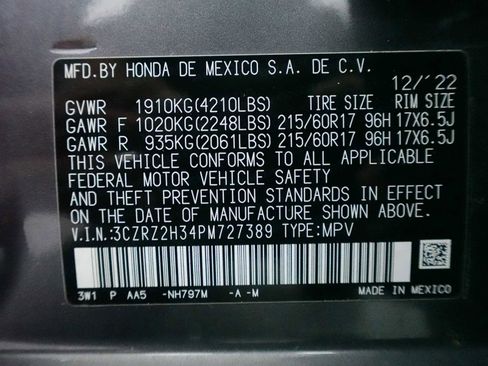 MFD.BY HONDA DE MEXICO S.A. DE C.V.
12/'22
GVWR 1910KG(4210LBS) TIRE SIZE RIM SIZE
GAWR F 1020KG(2248LBS) 215/60R17 96H 17X6.5J
GAWR R 935KG(2061LBS) 215/60R17 96H 17X6.5J
THIS VEHICLE CONFORMS TO ALL APPLICABLE
FEDERAL MOTOR VEHICLE SAFETY
AND THEFT PREVENTION STANDARDS IN EFFECT
ON THE DATE OF MANUFACTURE SHOWN ABOVE.
V.I.N.:3CZRZ2H34PM727389 TYPE:MPV
3W1 P AA5 -NH797M -A -M MADE IN MEXICO